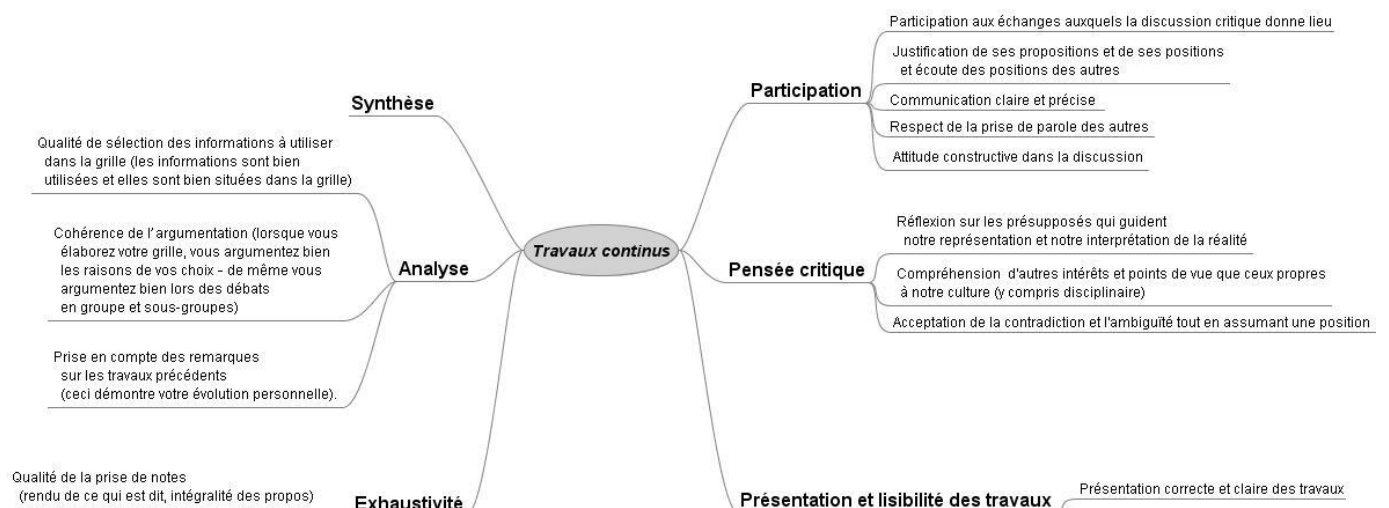 Participation aux échanges auxquels la discussion critique donne lieu
Justification de ses propositions et de ses positions
et écoute des positions des autres
Participation
Communication claire et précise
Respect de la prise de parole des autres
Attitude constructive dans la discussion
Synthèse
Qualité de sélection des informations à utiliser
dans la grille (les informations sont bien
utilisées et elles sont bien situées dans la grille)
Cohérence de l'argumentation (lorsque vous
élaborez votre grille, vous argumentez bien
les raisons de vos choix - de même vous
argumentez bien lors des débats
en groupe et sous-groupes)
Analyse
Prise en compte des remarques
sur les travaux précédents
(ceci démontre votre évolution personnelle).
Travaux continus
Réflexion sur les présupposés qui guident
notre représentation et notre interprétation de la réalité
Pensée critique
Compréhension d'autres intérêts et points de vue que ceux propres
à notre culture (y compris disciplinaire)
Acceptation de la contradiction et l'ambiguïté tout en assumant une position
Qualité de la prise de notes
(rendu de ce qui est dit, intégralité des propos)
Exhaustivité
Présentation et lisibilité des travaux
Présentation correcte et claire des travaux